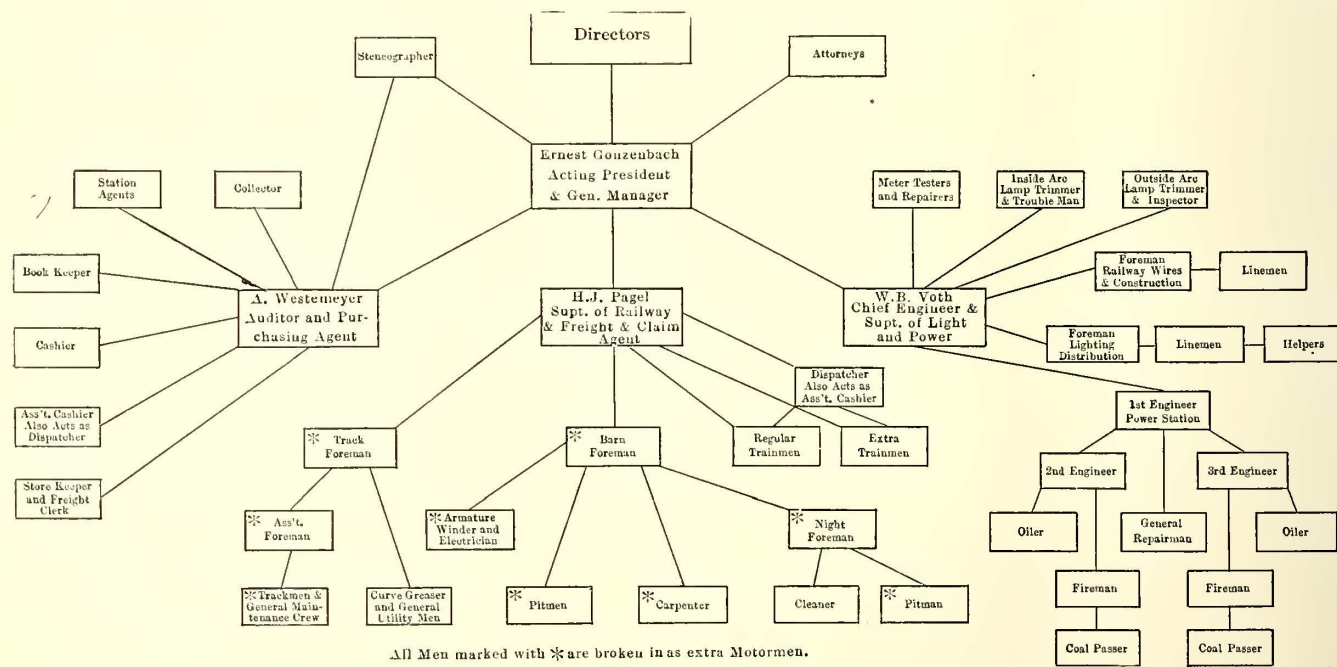 Directors
Stenographer
Attorneys
Ernest Gonzenbach
Acting President
& Gen. Manager
Station
Agents
Collector
Meter Testers
and Repairers
Inside Arc
Lamp Trimmer
& Trouble Man
Outside Arc
Lamp Trimmer
& Inspector
Book Keeper
Foreman
Railway Wires
& Construction
Linemen
A. Westemeyer
Auditor and Pur-
chasing Agent
H.J. Pagel
Supt. of Railway
& Freight & Claim
Agent
W.B. Voth
Chief Engineer &
Supt. of Light
and Power
Cashier
Foreman
Lighting
Distribution
Linemen
Helpers
Dispatcher
Also Acts as
Ass't. Cashier
Ass't. Cashier
Also Acts as
Dispatcher
1st Engineer
Power Station
* Track
Foreman
* Barn
Foreman
Regular
Trainmen
Extra
Trainmen
2nd Engineer
3rd Engineer
Store Keeper
and Freight
Clerk
* Ass't.
Foreman
* Armature
Winder and
Electrician
* Night
Foreman
Oiler
General
Repairman
Oiler
* Trackmen &
General Main-
tenance Crew
Curve Greaser
and General
Utility Men
* Pitmen
* Carpenter
Cleaner
* Pitman
Fireman
Fireman
Coal Passer
Coal Passer
All Men marked with * are broken in as extra Motormen.